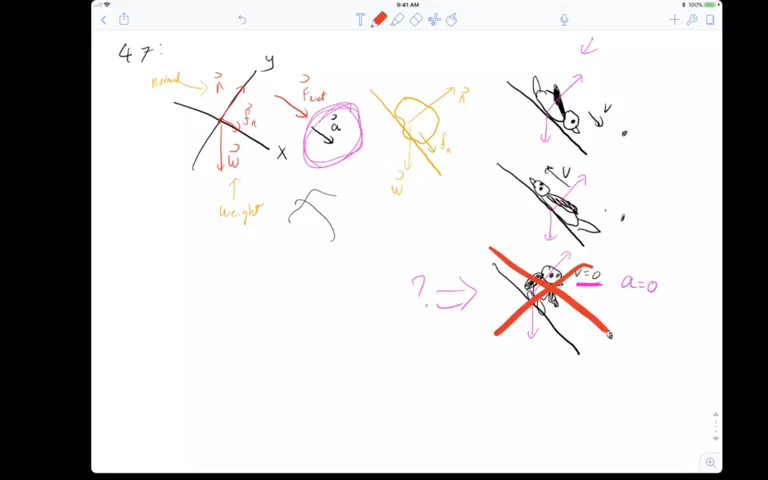 9:41 AM
100%
T
47:
y
normal
n
f n
F net
a
x
w
weight
n
f n
w
v
v
? v=0
a=0